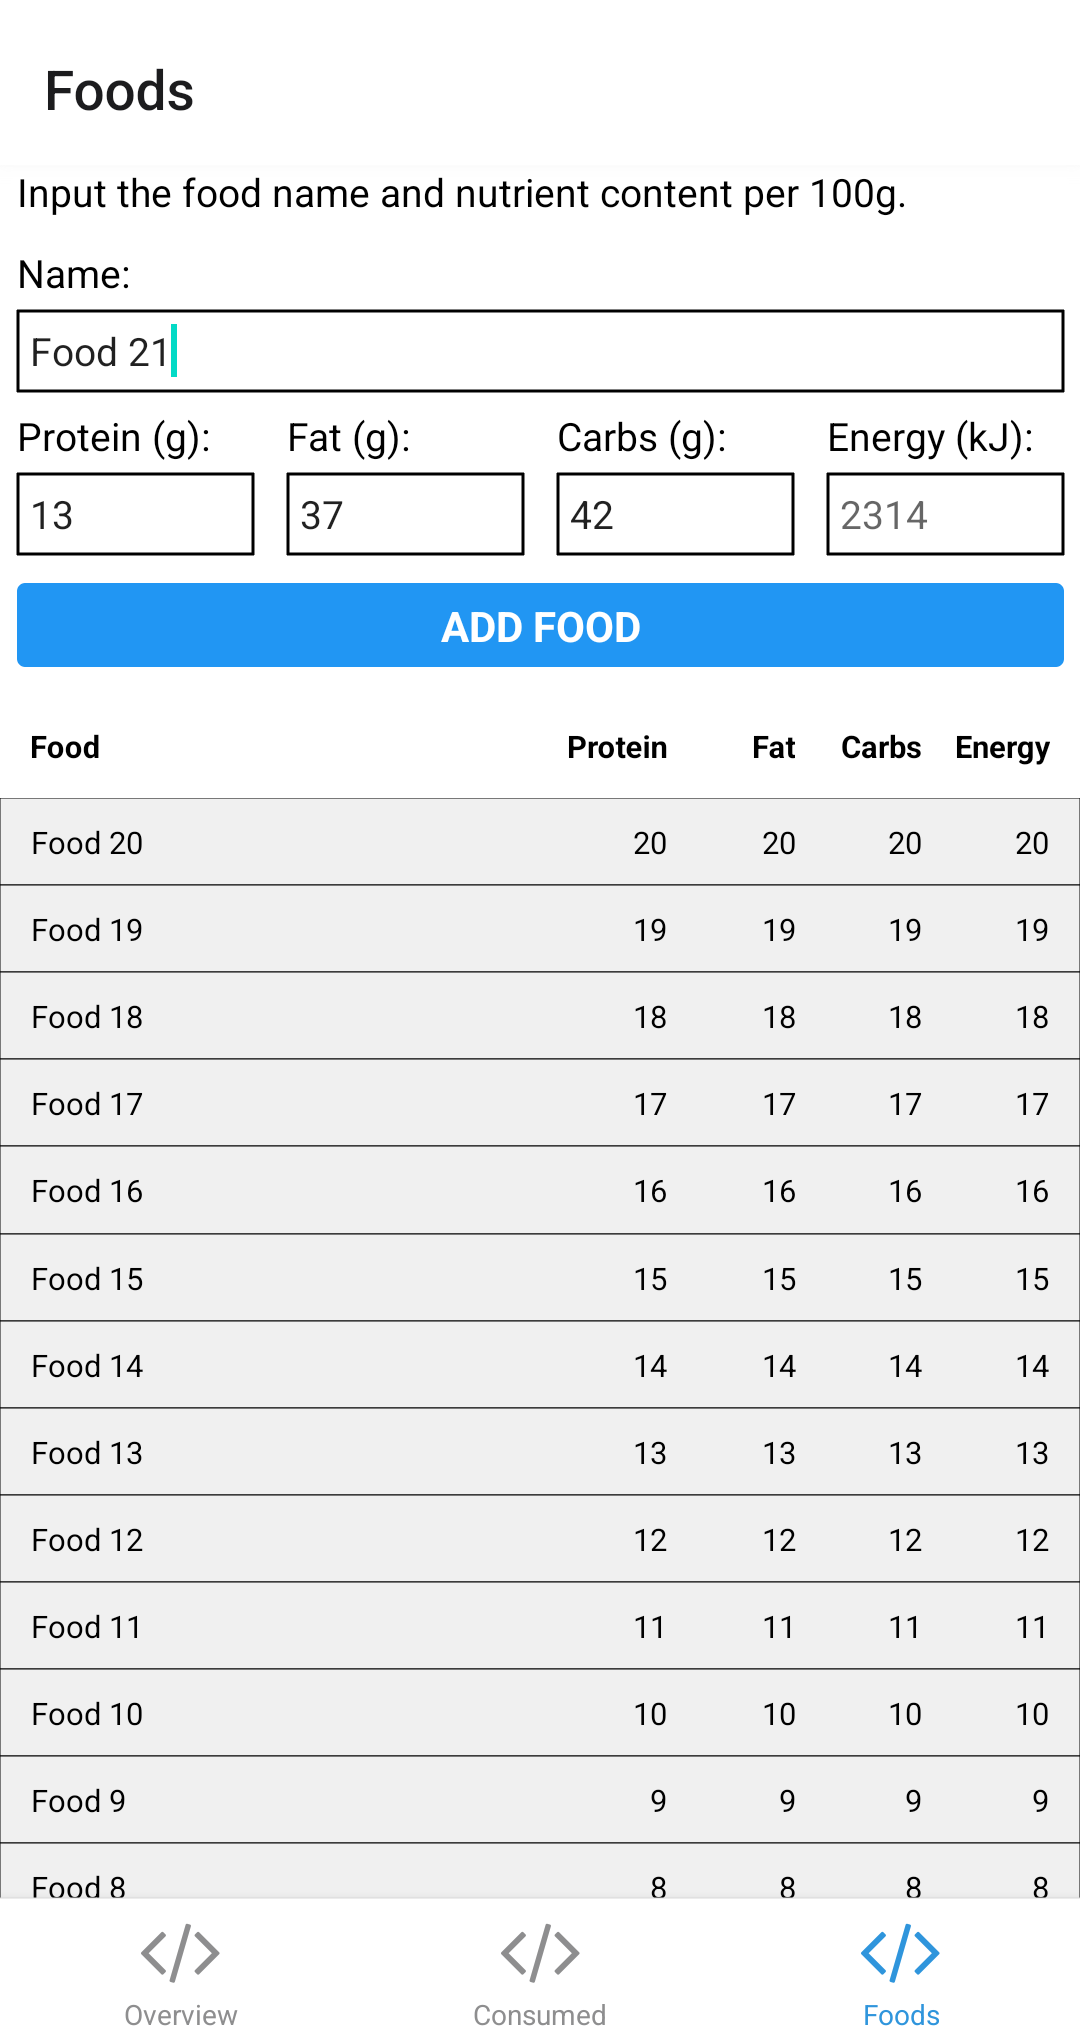 Foods
Input the food name and nutrient content per 100g.
Name:
Food 21
Protein (g): Fat (g): Carbs (g): Energy (kJ):
13 37 42 2314
ADD FOOD
Food Protein Fat Carbs Energy
Food 20 20 20 20 20
Food 19 19 19 19 19
Food 18 18 18 18 18
Food 17 17 17 17 17
Food 16 16 16 16 16
Food 15 15 15 15 15
Food 14 14 14 14 14
Food 13 13 13 13 13
Food 12 12 12 12 12
Food 11 11 11 11 11
Food 10 10 10 10 10
Food 9 9 9 9 9
Food 8 8 8 8 8
Overview Consumed Foods